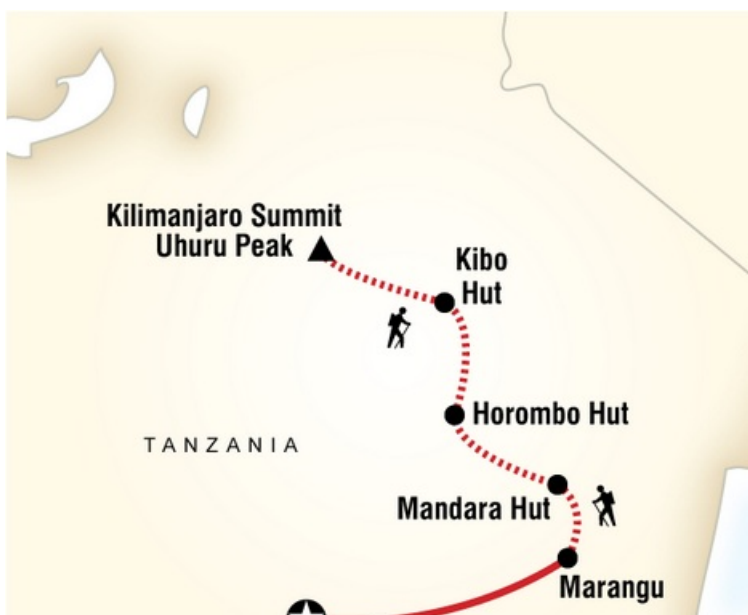 Kilimanjaro Summit
Uhuru Peak
Kibo
Hut
Horombo Hut
TANZANIA
Mandara Hut
Marangu